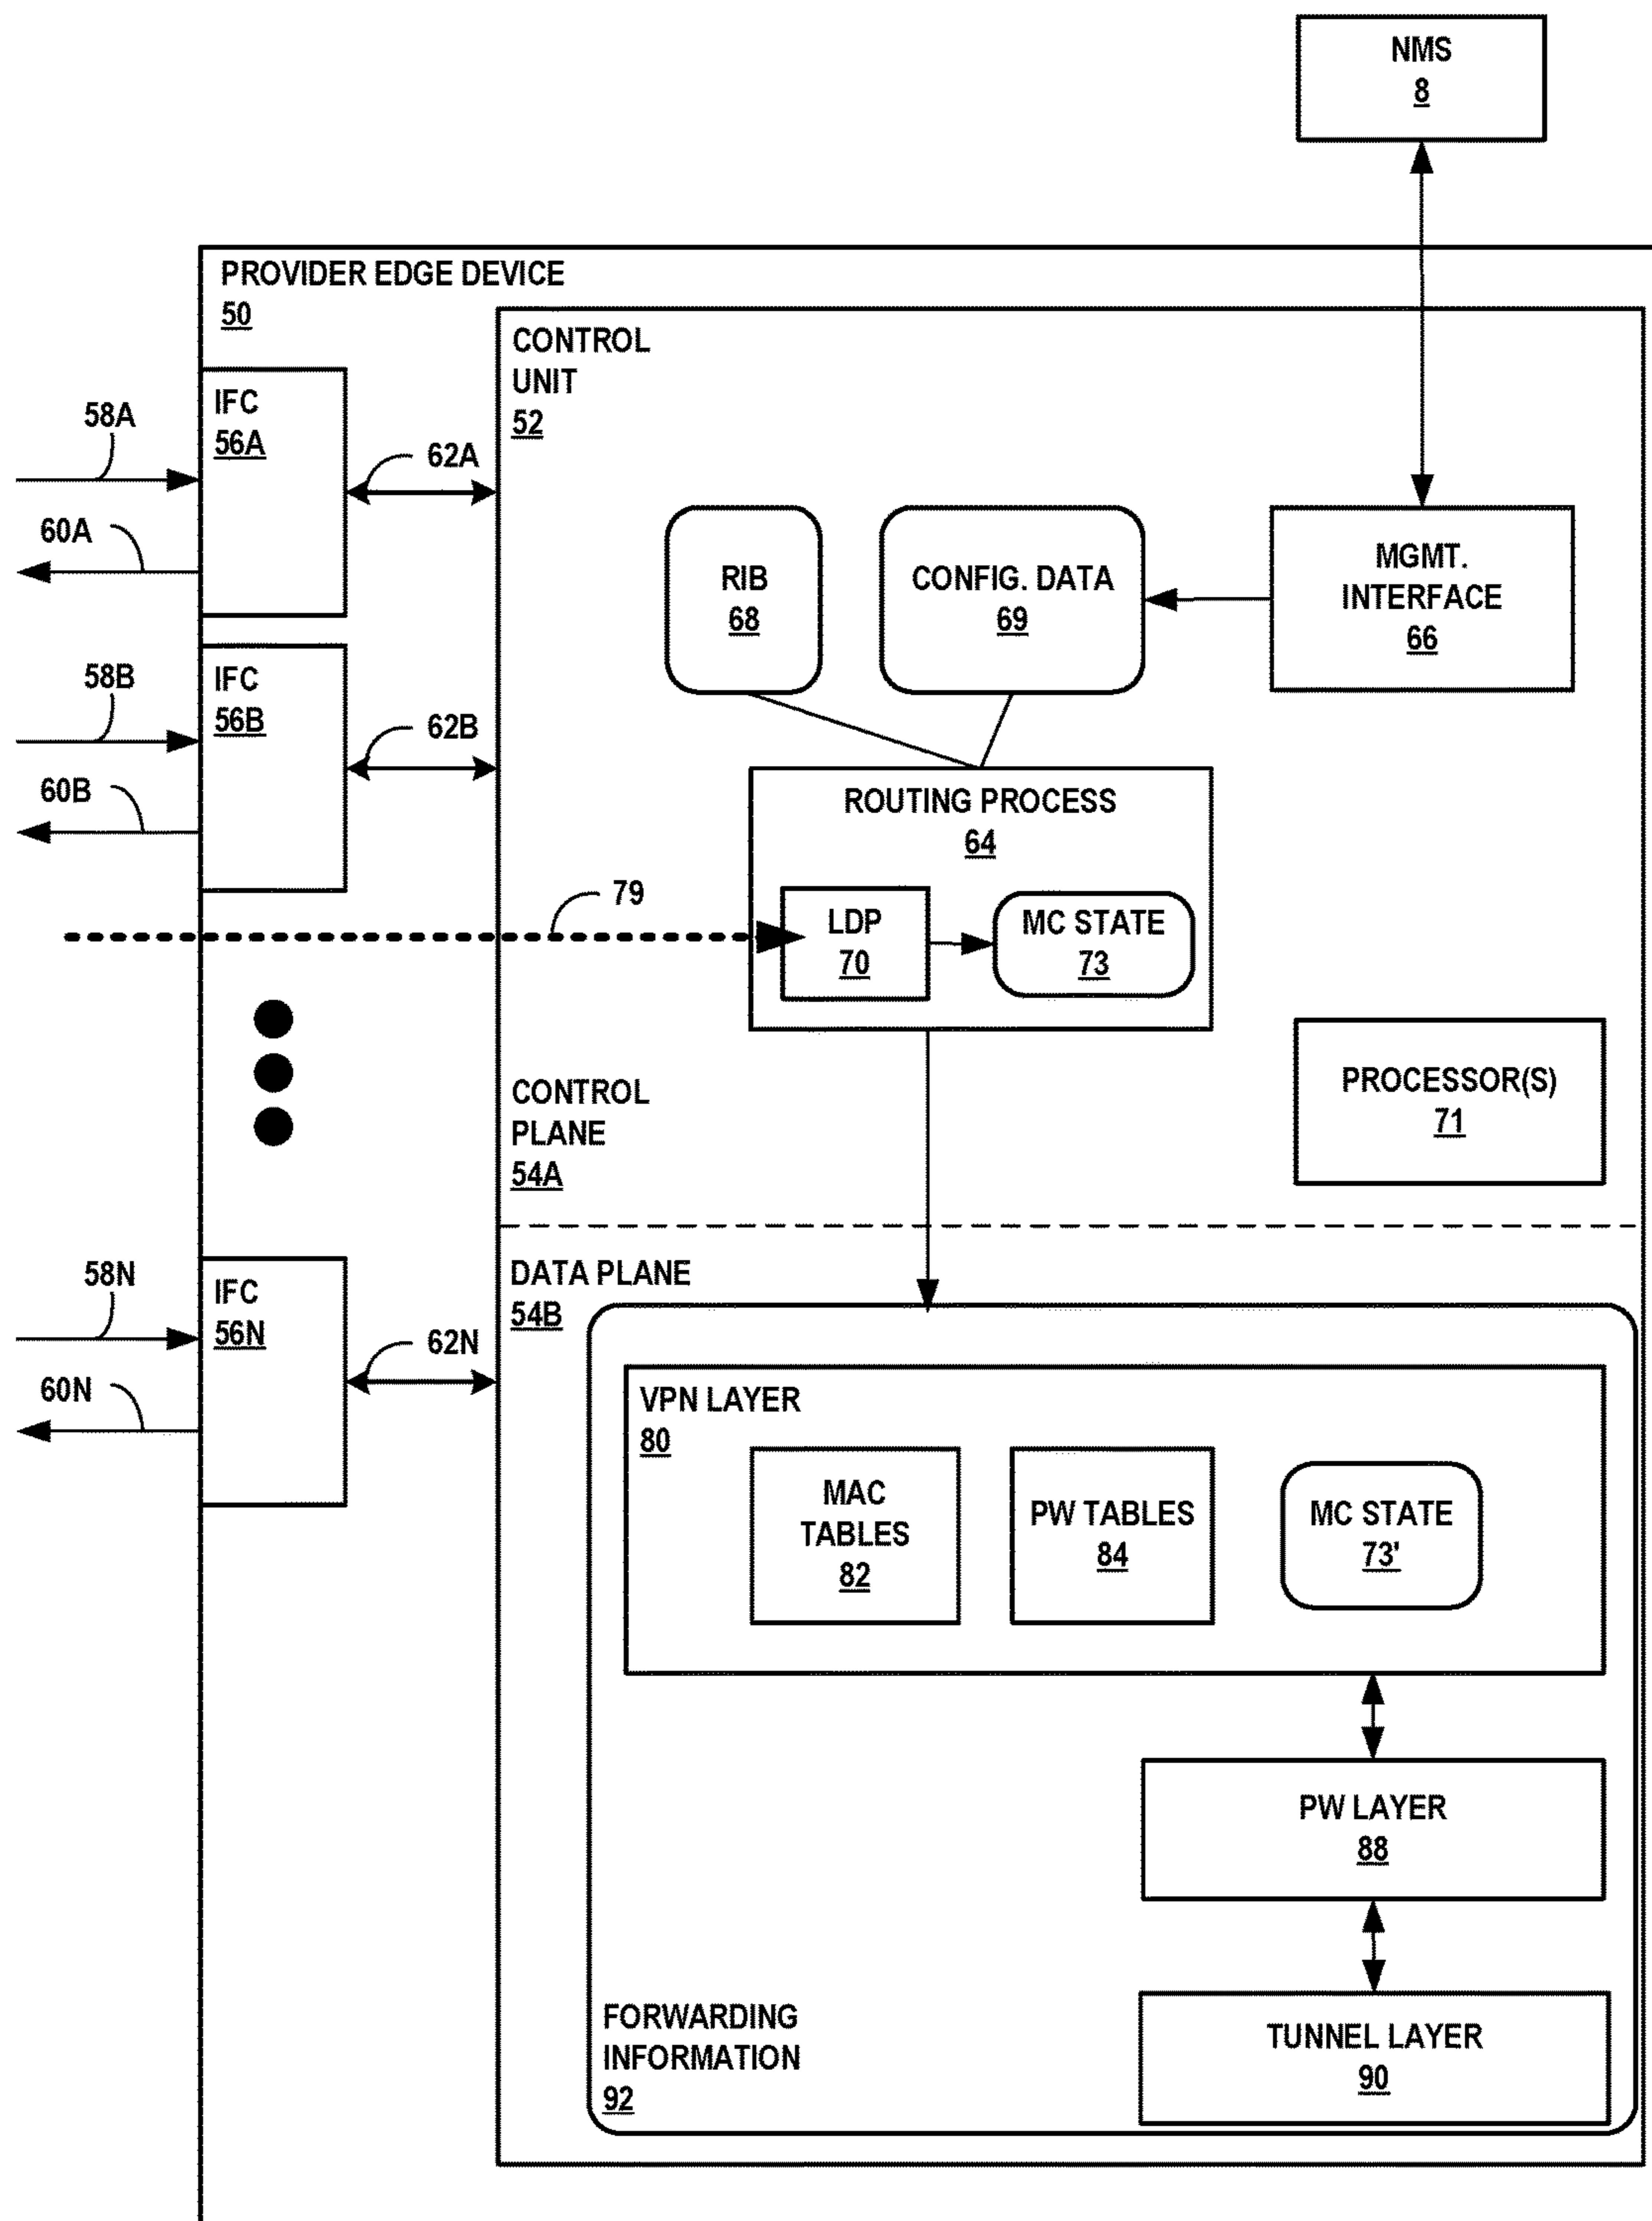 NMS
8
PROVIDER EDGE DEVICE
50
CONTROL
UNIT
52
IFC
56A
58A
60A
62A
RIB
68
CONFIG. DATA
69
MGMT.
INTERFACE
66
IFC
56B
58B
60B
62B
ROUTING PROCESS
64
79
LDP
70
MC STATE
73
PROCESSOR(S)
71
CONTROL
PLANE
54A
DATA PLANE
54B
IFC
56N
58N
60N
62N
VPN LAYER
80
MAC
TABLES
82
PW TABLES
84
MC STATE
73'
PW LAYER
88
TUNNEL LAYER
90
FORWARDING
INFORMATION
92